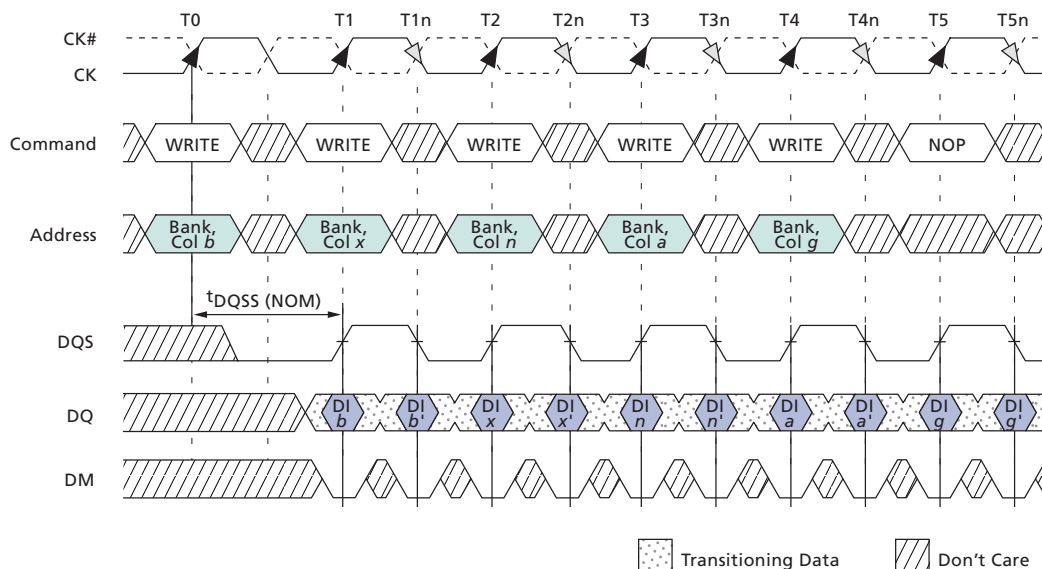 T0 T1 T1n T2 T2n T3 T3n T4 T4n T5 T5n
CK#
CK
Command WRITE WRITE WRITE WRITE WRITE NOP
Address Bank, Col b Bank, Col x Bank, Col n Bank, Col a Bank, Col g
tDQSS (NOM)
DQS
DQ DI b DI b' DI x DI x' DI n DI n' DI a DI a' DI g DI g'
DM
Transitioning Data Don't Care